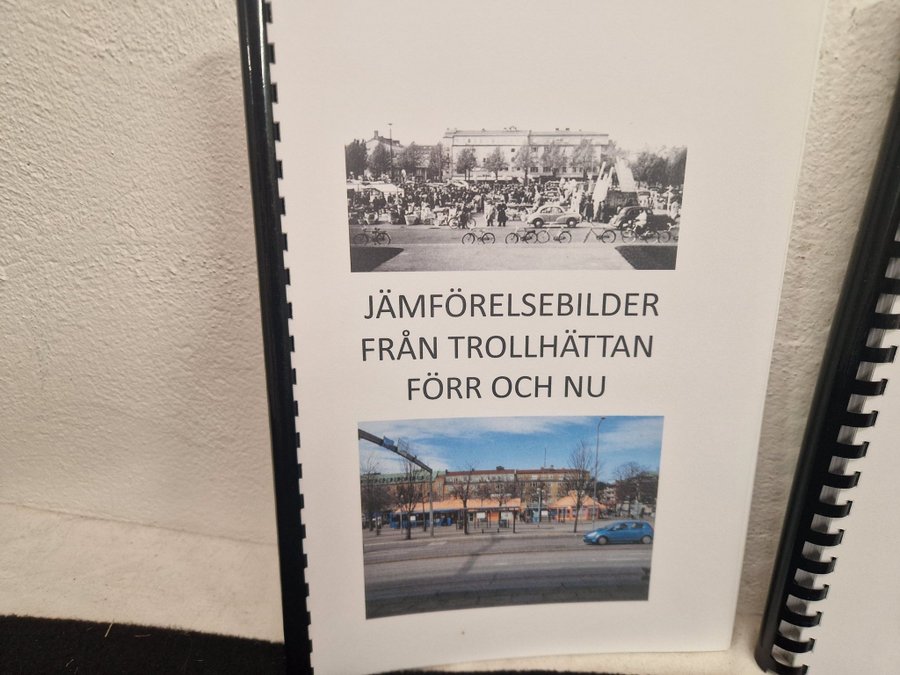 JÄMFÖRELSEBILDER
FRÅN TROLLHÄTTAN
FÖRR OCH NU